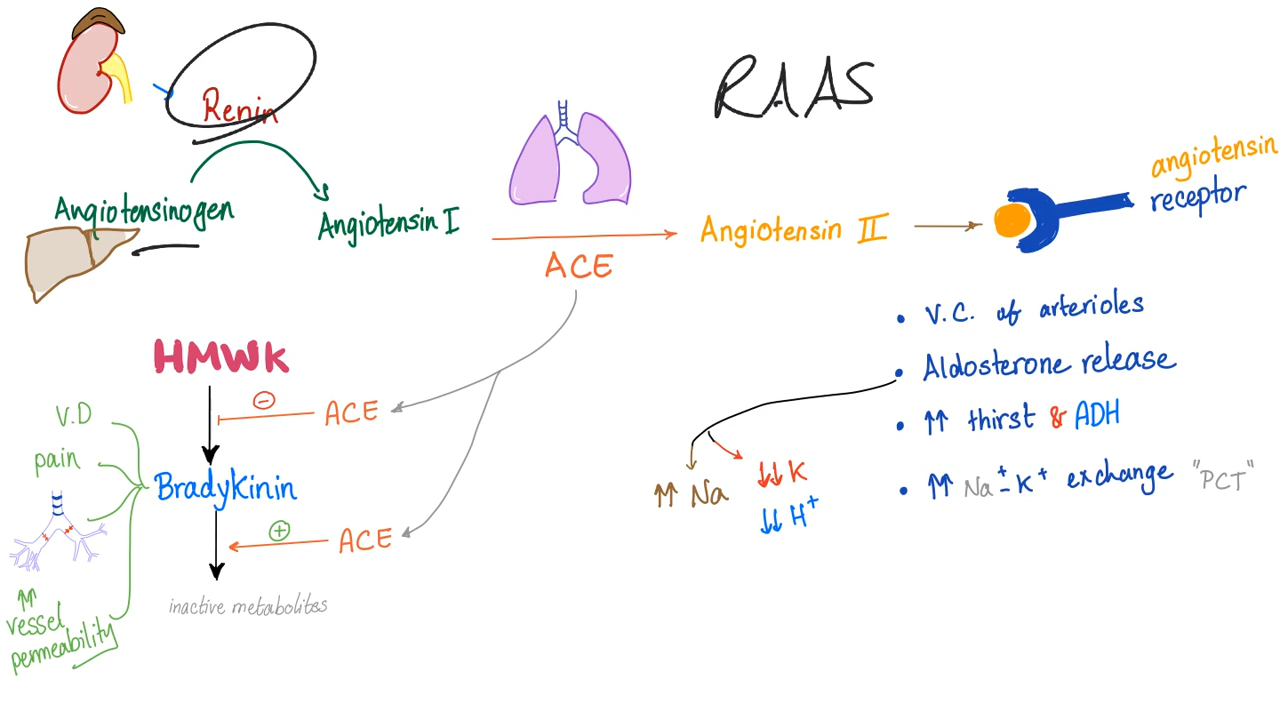 RAAS
Renin
Angiotensinogen
Angiotensin I
ACE
Angiotensin II
angiotensin
receptor
• V.C. of arterioles
• Aldosterone release
• ↑↑ thirst & ADH
• ↑↑ Na+-K+ exchange "PCT"
↑↑ Na
↓↓ K
↓↓ H+
HMWK
⊖ ACE
Bradykinin
⊕ ACE
inactive metabolites
V.D
pain
↑↑
vessel
permeability